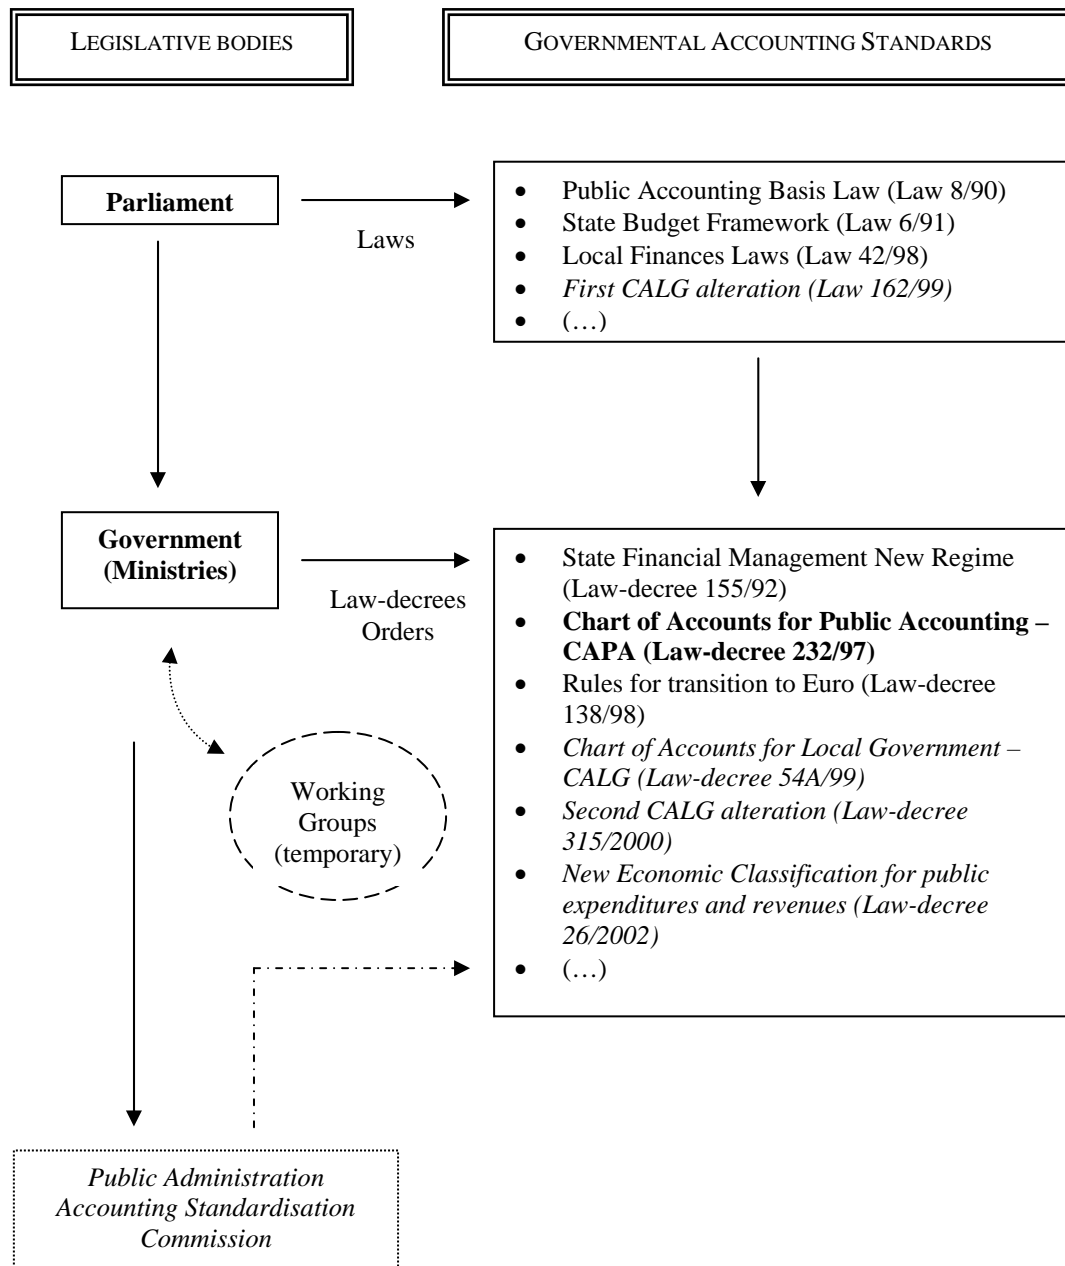 LEGISLATIVE BODIES
GOVERNMENTAL ACCOUNTING STANDARDS
Parliament
Laws
• Public Accounting Basis Law (Law 8/90)
• State Budget Framework (Law 6/91)
• Local Finances Laws (Law 42/98)
• First CALG alteration (Law 162/99)
• (…)
Government
(Ministries)
Law-decrees
Orders
• State Financial Management New Regime
(Law-decree 155/92)
• Chart of Accounts for Public Accounting –
CAPA (Law-decree 232/97)
• Rules for transition to Euro (Law-decree
138/98)
• Chart of Accounts for Local Government –
CALG (Law-decree 54A/99)
• Second CALG alteration (Law-decree
315/2000)
• New Economic Classification for public
expenditures and revenues (Law-decree
26/2002)
• (…)
Working
Groups
(temporary)
Public Administration
Accounting Standardisation
Commission